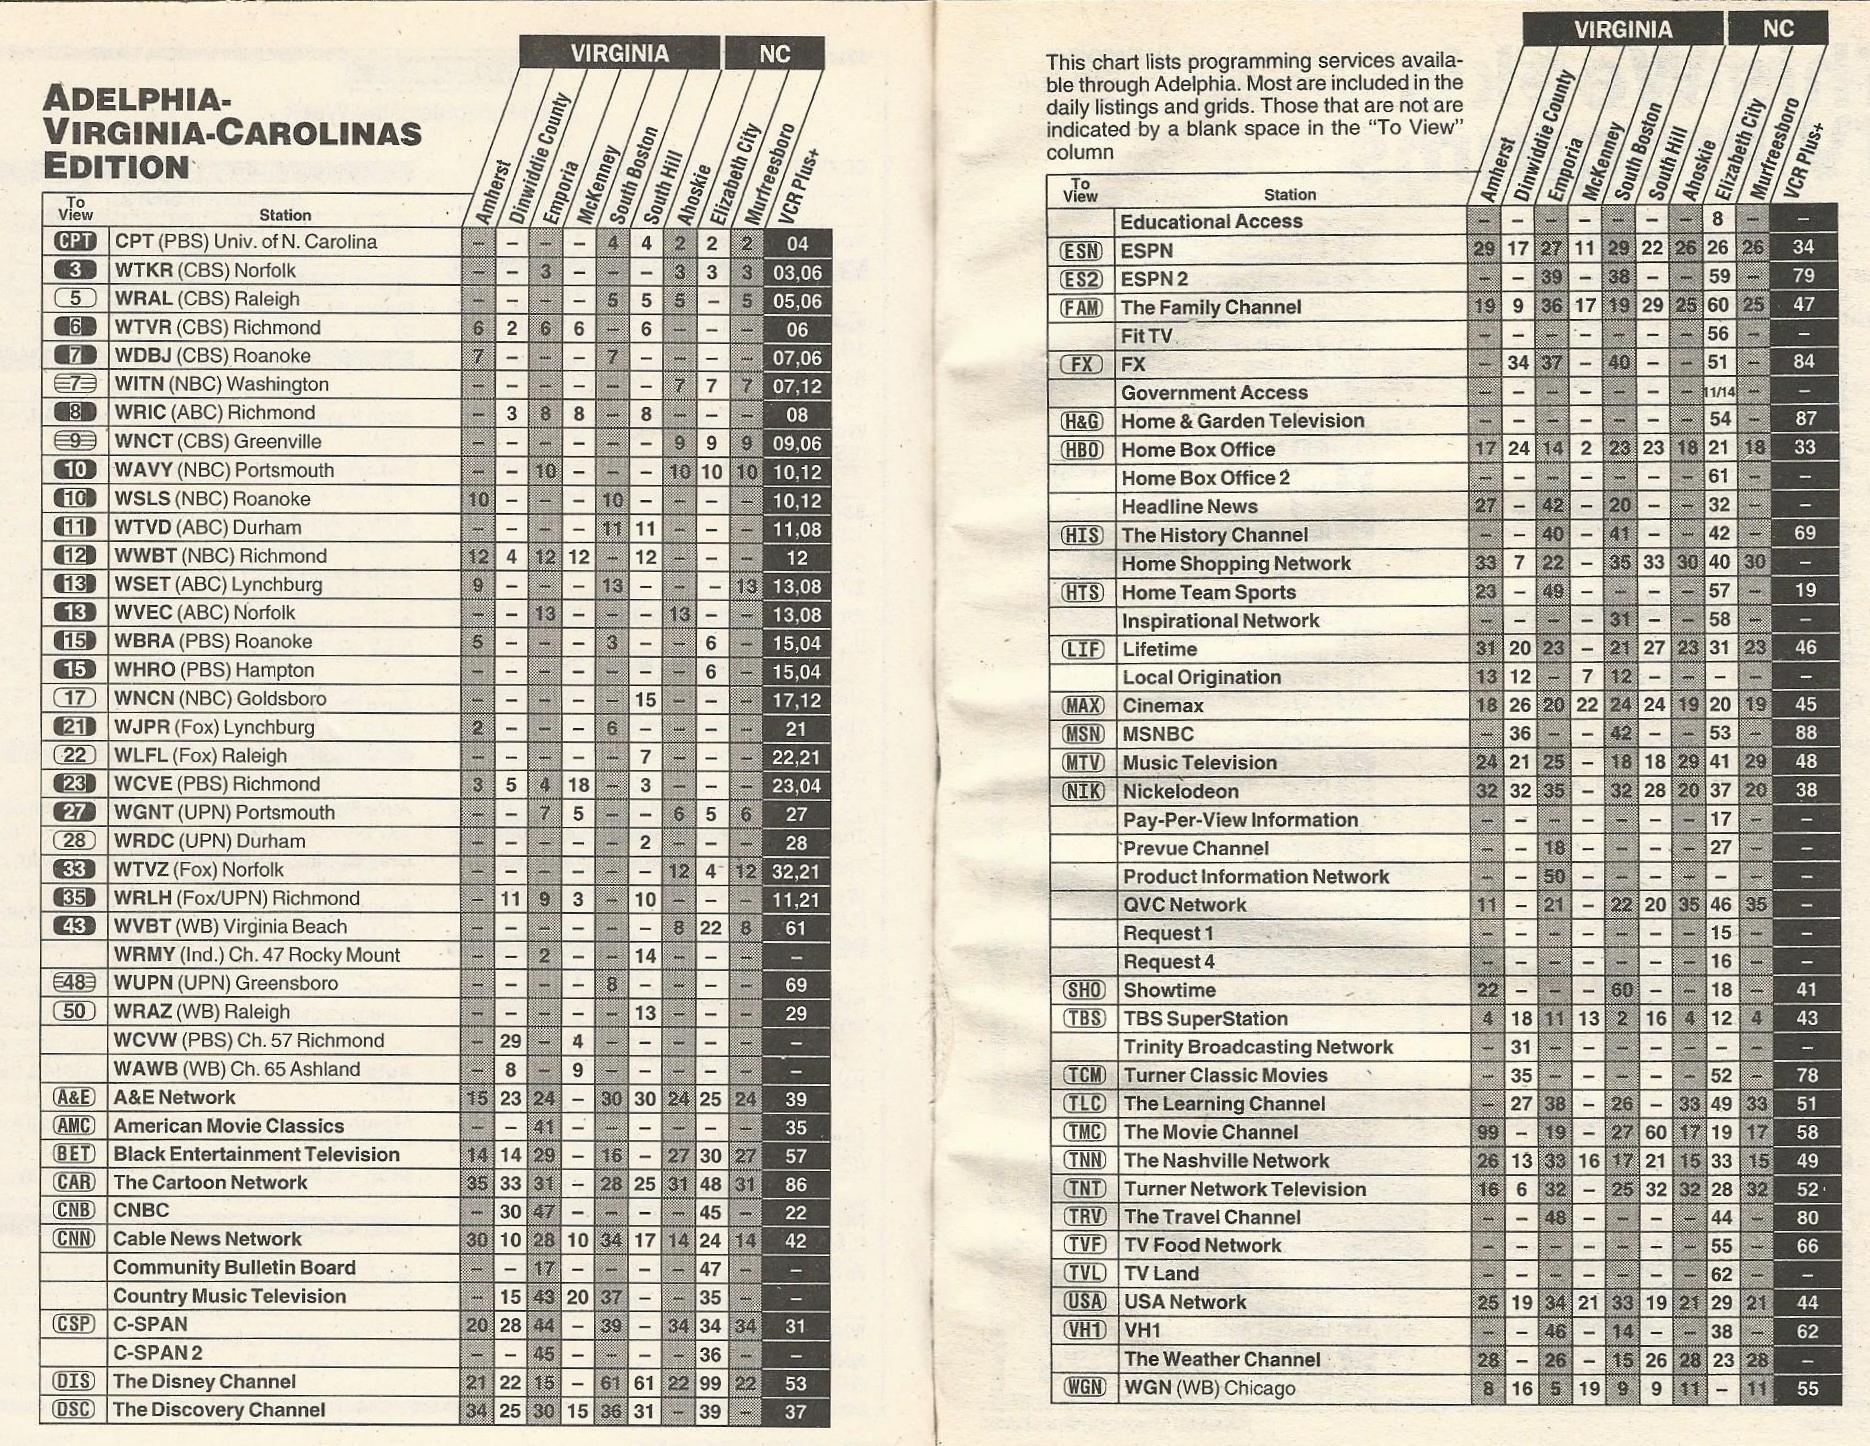 ADELPHIA-
VIRGINIA-CAROLINAS
EDITION
VIRGINIA NC
Amherst Dinwiddie County Emporia McKenney South Boston South Hill Ahoskie Elizabeth City Murfreesboro VCR Plus+
To View Station
CPT CPT (PBS) Univ. of N. Carolina – – – – 4 4 2 2 2 04
3 WTKR (CBS) Norfolk – – 3 – – – 3 3 3 03,06
5 WRAL (CBS) Raleigh – – – – 5 5 5 – 5 05,06
6 WTVR (CBS) Richmond 6 2 6 6 – 6 – – – 06
7 WDBJ (CBS) Roanoke 7 – – – 7 – – – – 07,06
7 WITN (NBC) Washington – – – – – – 7 7 7 07,12
8 WRIC (ABC) Richmond – 3 8 8 – 8 – – – 08
9 WNCT (CBS) Greenville – – – – – – 9 9 9 09,06
10 WAVY (NBC) Portsmouth – – 10 – – – 10 10 10 10,12
10 WSLS (NBC) Roanoke 10 – – – 10 – – – – 10,12
11 WTVD (ABC) Durham – – – – 11 11 – – – 11,08
12 WWBT (NBC) Richmond 12 4 12 12 – 12 – – – 12
13 WSET (ABC) Lynchburg 9 – – – 13 – – – 13 13,08
13 WVEC (ABC) Norfolk – – 13 – – – 13 – – 13,08
15 WBRA (PBS) Roanoke 5 – – – 3 – – 6 – 15,04
15 WHRO (PBS) Hampton – – – – – – – 6 – 15,04
17 WNCN (NBC) Goldsboro – – – – – 15 – – – 17,12
21 WJPR (Fox) Lynchburg 2 – – – 6 – – – – 21
22 WLFL (Fox) Raleigh – – – – – 7 – – – 22,21
23 WCVE (PBS) Richmond 3 5 4 18 – 3 – – – 23,04
27 WGNT (UPN) Portsmouth – – 7 5 – – 6 5 6 27
28 WRDC (UPN) Durham – – – – – 2 – – – 28
33 WTVZ (Fox) Norfolk – – – – – – 12 4 12 32,21
35 WRLH (Fox/UPN) Richmond – 11 9 3 – 10 – – – 11,21
43 WVBT (WB) Virginia Beach – – – – – – 8 22 8 61
WRMY (Ind.) Ch. 47 Rocky Mount – – 2 – – 14 – – – –
48 WUPN (UPN) Greensboro – – – – 8 – – – – 69
50 WRAZ (WB) Raleigh – – – – – 13 – – – 29
WCVW (PBS) Ch. 57 Richmond – 29 – 4 – – – – – –
WAWB (WB) Ch. 65 Ashland – 8 – 9 – – – – – –
A&E A&E Network 15 23 24 – 30 30 24 25 24 39
AMC American Movie Classics – – 41 – – – – – – 35
BET Black Entertainment Television 14 14 29 – 16 – 27 30 27 57
CAR The Cartoon Network 35 33 31 – 28 25 31 48 31 86
CNB CNBC – 30 47 – – – – 45 – 22
CNN Cable News Network 30 10 28 10 34 17 14 24 14 42
Community Bulletin Board – – 17 – – – – 47 – –
Country Music Television – 15 43 20 37 – – 35 – –
CSP C-SPAN 20 28 44 – 39 – 34 34 34 31
C-SPAN 2 – – 45 – – – – 36 – –
DIS The Disney Channel 21 22 15 – 61 61 22 99 22 53
DSC The Discovery Channel 34 25 30 15 36 31 – 39 – 37
This chart lists programming services availa-
ble through Adelphia. Most are included in the
daily listings and grids. Those that are not are
indicated by a blank space in the “To View”
column
VIRGINIA NC
Amherst Dinwiddie County Emporia McKenney South Boston South Hill Ahoskie Elizabeth City Murfreesboro VCR Plus+
To View Station
Educational Access – – – – – – – 8 – –
ESN ESPN 29 17 27 11 29 22 26 26 26 34
ES2 ESPN 2 – – 39 – 38 – – 59 – 79
FAM The Family Channel 19 9 36 17 19 29 25 60 25 47
Fit TV – – – – – – – 56 – –
FX FX – 34 37 – 40 – – 51 – 84
Government Access – – – – – – – 11/14 – –
H&G Home & Garden Television – – – – – – – 54 – 87
HBO Home Box Office 17 24 14 2 23 23 18 21 18 33
Home Box Office 2 – – – – – – – 61 – –
Headline News 27 – 42 – 20 – – 32 – –
HIS The History Channel – – 40 – 41 – – 42 – 69
Home Shopping Network 33 7 22 – 35 33 30 40 30 –
HTS Home Team Sports 23 – 49 – – – – 57 – 19
Inspirational Network – – – – 31 – – 58 – –
LIF Lifetime 31 20 23 – 21 27 23 31 23 46
Local Origination 13 12 – 7 12 – – – – –
MAX Cinemax 18 26 20 22 24 24 19 20 19 45
MSN MSNBC – 36 – – 42 – – 53 – 88
MTV Music Television 24 21 25 – 18 18 29 41 29 48
NIK Nickelodeon 32 32 35 – 32 28 20 37 20 38
Pay-Per-View Information – – – – – – – 17 – –
Prevue Channel – – 18 – – – – 27 – –
Product Information Network – – 50 – – – – – – –
QVC Network 11 – 21 – 22 20 35 46 35 –
Request 1 – – – – – – – 15 – –
Request 4 – – – – – – – 16 – –
SHO Showtime 22 – – – 60 – – 18 – 41
TBS TBS SuperStation 4 18 11 13 2 16 4 12 4 43
Trinity Broadcasting Network – 31 – – – – – – – –
TCM Turner Classic Movies – 35 – – – – – 52 – 78
TLC The Learning Channel – 27 38 – 26 – 33 49 33 51
TMC The Movie Channel 99 – 19 – 27 60 17 19 17 58
TNN The Nashville Network 26 13 33 16 17 21 15 33 15 49
TNT Turner Network Television 16 6 32 – 25 32 32 28 32 52
TRV The Travel Channel – – 48 – – – – 44 – 80
TVF TV Food Network – – – – – – – 55 – 66
TVL TV Land – – – – – – – 62 – –
USA USA Network 25 19 34 21 33 19 21 29 21 44
VH1 VH1 – – 46 – 14 – – 38 – 62
The Weather Channel 28 – 26 – 15 26 28 23 28 –
WGN WGN (WB) Chicago 8 16 5 19 9 9 11 – 11 55